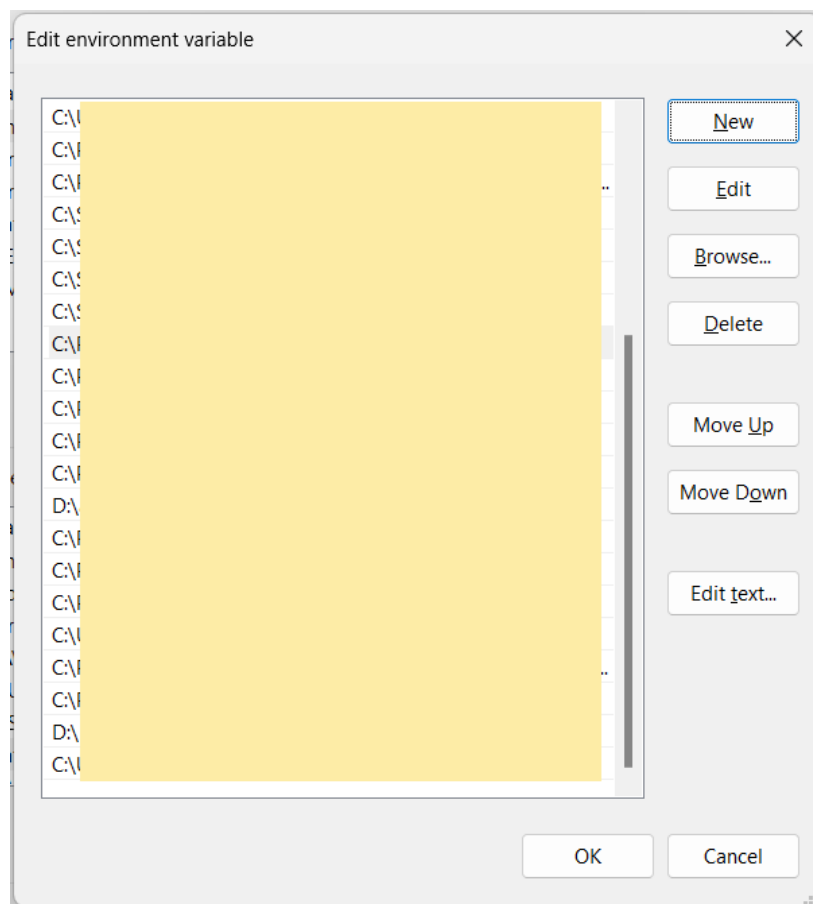 Edit environment variable
C:\
C:\
C:\
..
C:\
C:\
C:\
C:\
C:\
C:\
C:\
C:\
C:\
D:\
C:\
C:\
C:\
C:\
C:\
..
C:\
D:\
C:\
New
Edit
Browse...
Delete
Move Up
Move Down
Edit text...
OK
Cancel